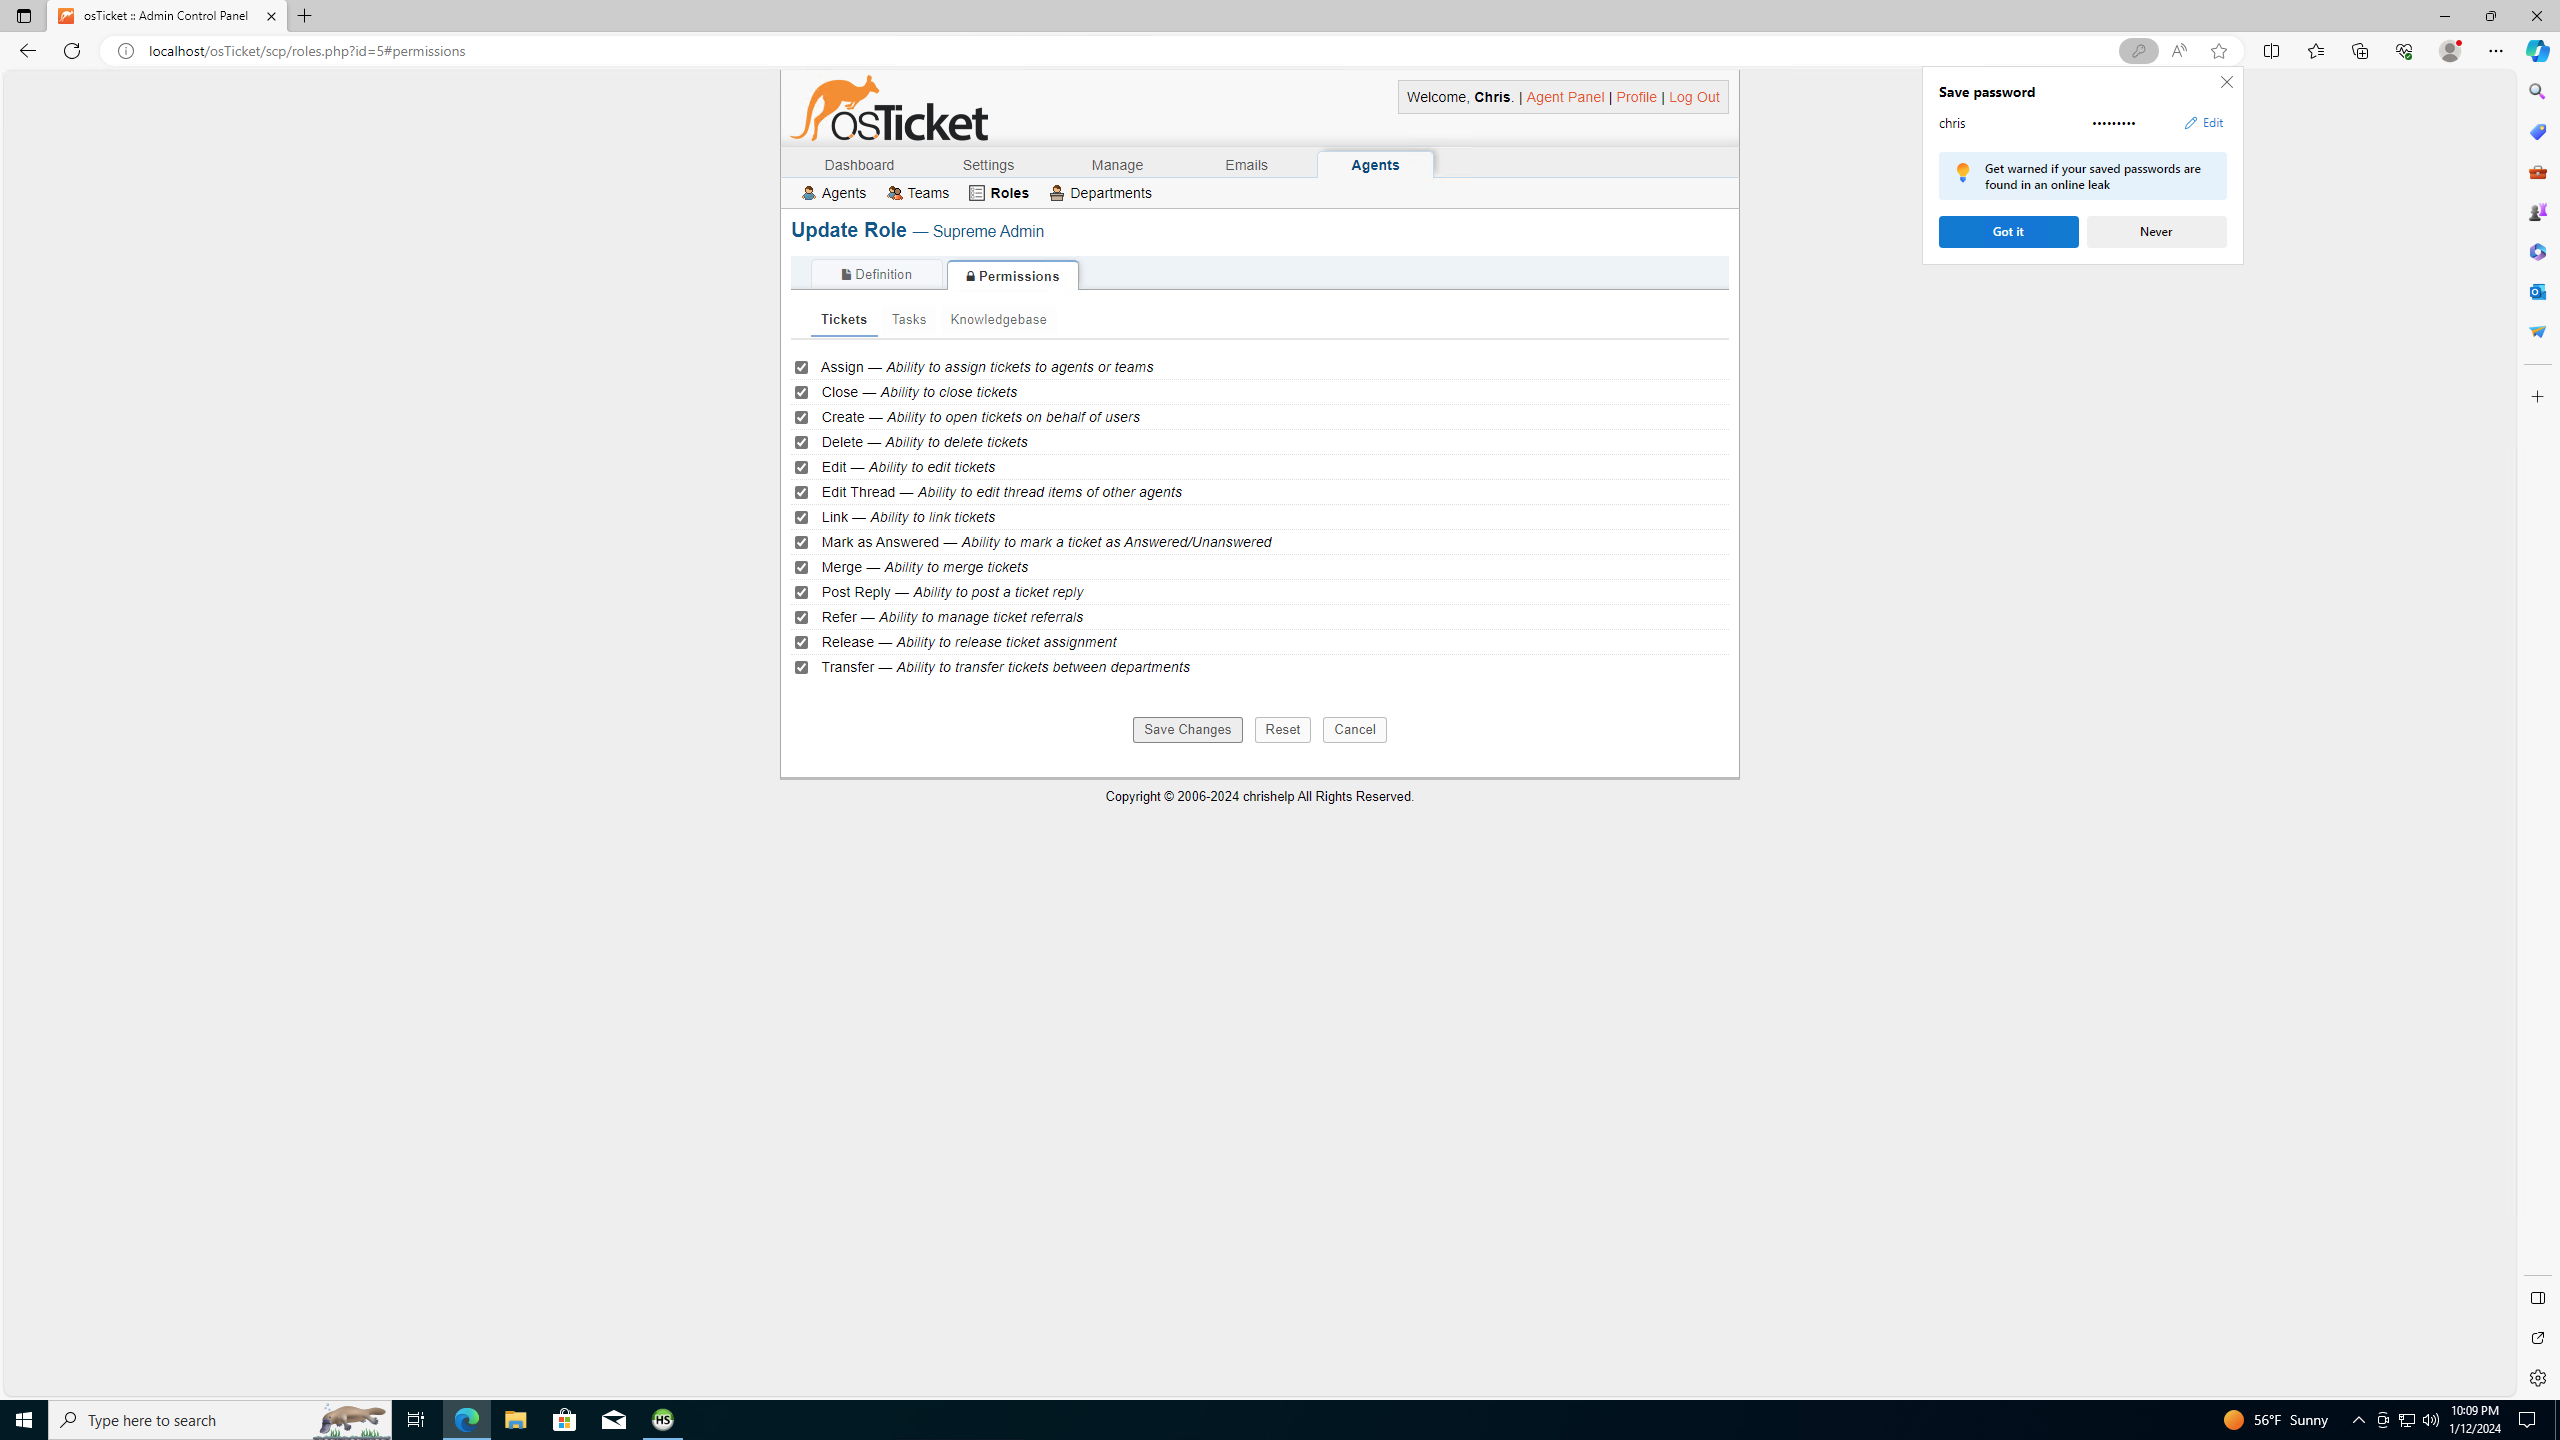 osTicket :: Admin Control Panel
localhost/osTicket/scp/roles.php?id=5#permissions
osTicket
Welcome, Chris. | Agent Panel | Profile | Log Out
Save password
chris ••••••••• Edit
Get warned if your saved passwords are
found in an online leak
Got it Never
Dashboard Settings Manage Emails Agents
Agents Teams Roles Departments
Update Role — Supreme Admin
Definition Permissions
Tickets Tasks Knowledgebase
Assign — Ability to assign tickets to agents or teams
Close — Ability to close tickets
Create — Ability to open tickets on behalf of users
Delete — Ability to delete tickets
Edit — Ability to edit tickets
Edit Thread — Ability to edit thread items of other agents
Link — Ability to link tickets
Mark as Answered — Ability to mark a ticket as Answered/Unanswered
Merge — Ability to merge tickets
Post Reply — Ability to post a ticket reply
Refer — Ability to manage ticket referrals
Release — Ability to release ticket assignment
Transfer — Ability to transfer tickets between departments
Save Changes Reset Cancel
Copyright © 2006-2024 chrishelp All Rights Reserved.
Type here to search
HS
56°F Sunny
10:09 PM
1/12/2024